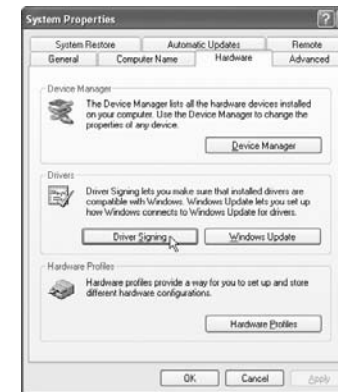 System Properties
System Restore Automatic Updates Remote
General Computer Name Hardware Advanced
Device Manager
The Device Manager lists all the hardware devices installed
on your computer. Use the Device Manager to change the
properties of any device.
Device Manager
Drivers
Driver Signing lets you make sure that installed drivers are
compatible with Windows. Windows Update lets you set up
how Windows connects to Windows Update for drivers.
Driver Signing Windows Update
Hardware Profiles
Hardware profiles provide a way for you to set up and store
different hardware configurations.
Hardware Profiles
OK Cancel Apply